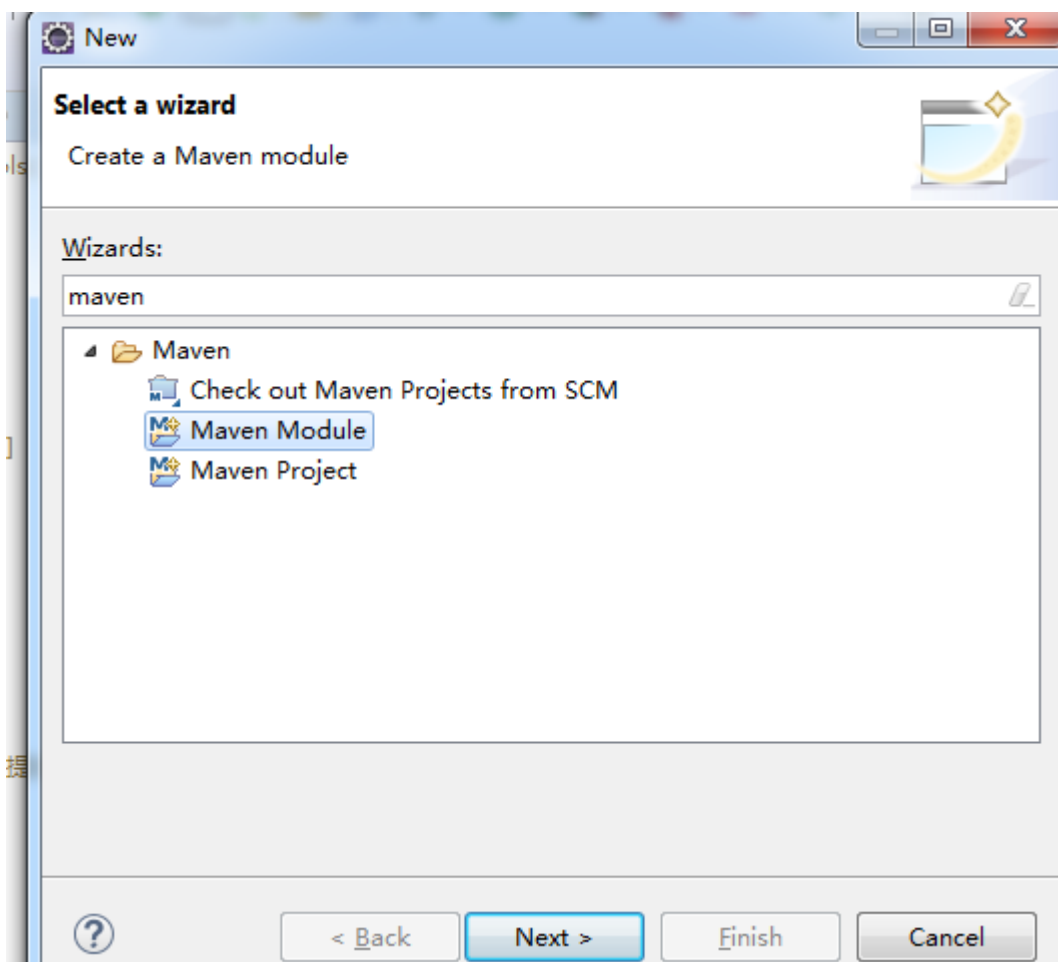 New
Select a wizard
Create a Maven module
Wizards:
maven
Maven
Check out Maven Projects from SCM
Maven Module
Maven Project
提
< Back Next > Finish Cancel